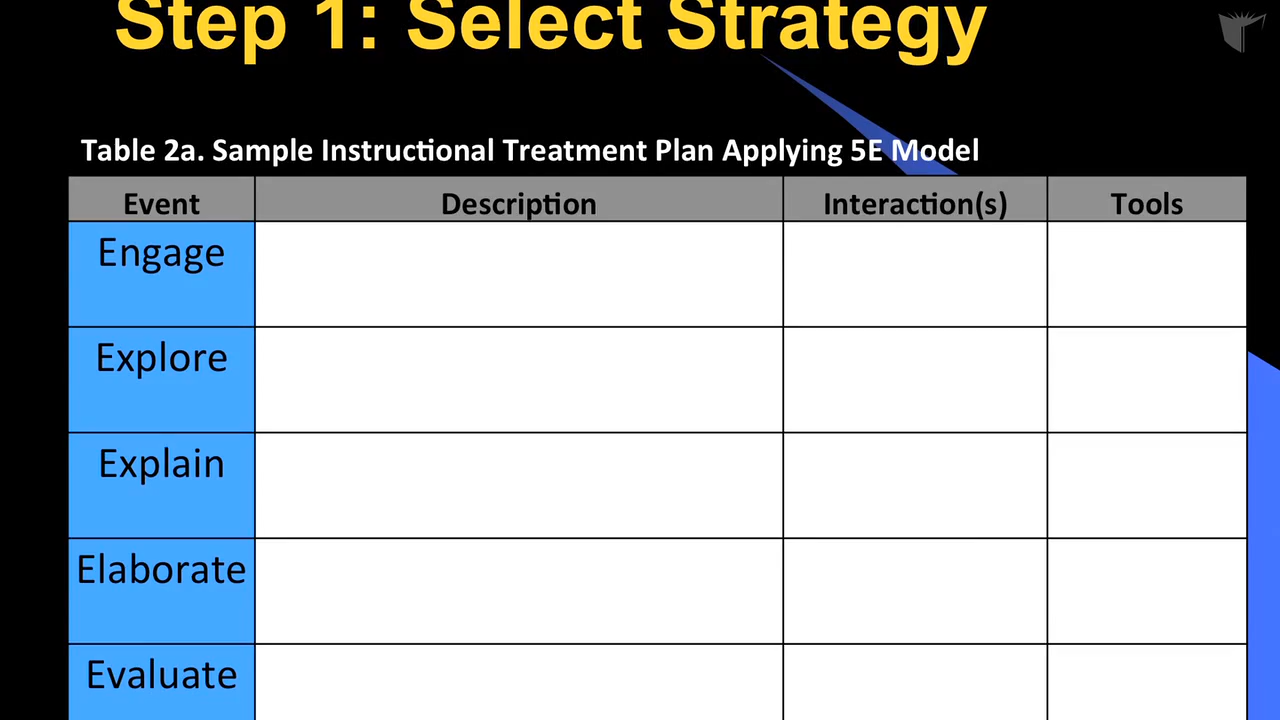 Step 1: Select Strategy
Table 2a. Sample Instructional Treatment Plan Applying 5E Model
Event Description Interaction(s) Tools
Engage
Explore
Explain
Elaborate
Evaluate